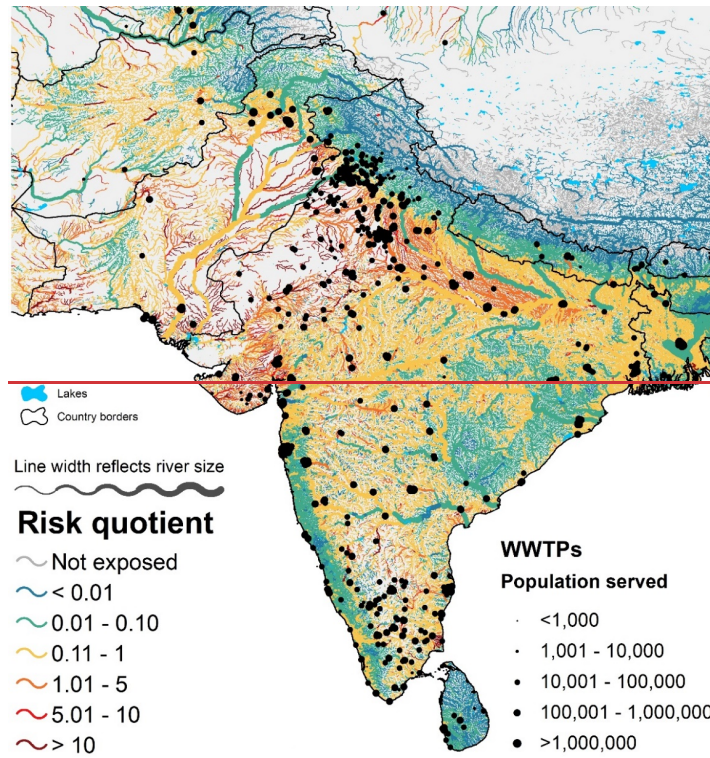 Lakes
Country borders
Line width reflects river size
Risk quotient
Not exposed
< 0.01
0.01 - 0.10
0.11 - 1
1.01 - 5
5.01 - 10
> 10
WWTPs
Population served
<1,000
1,001 - 10,000
10,001 - 100,000
100,001 - 1,000,000
>1,000,000